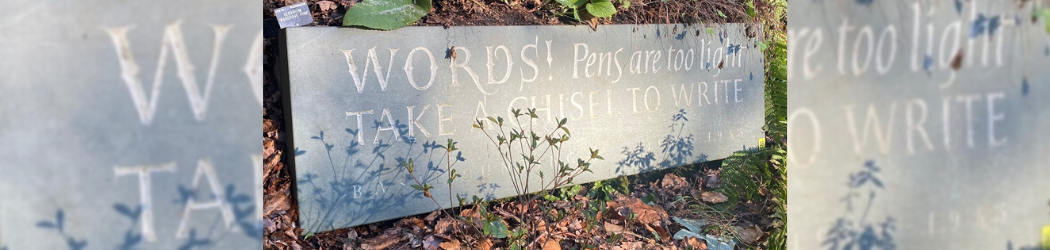 WORDS! Pens are too light
TAKE A CHISEL TO WRITE